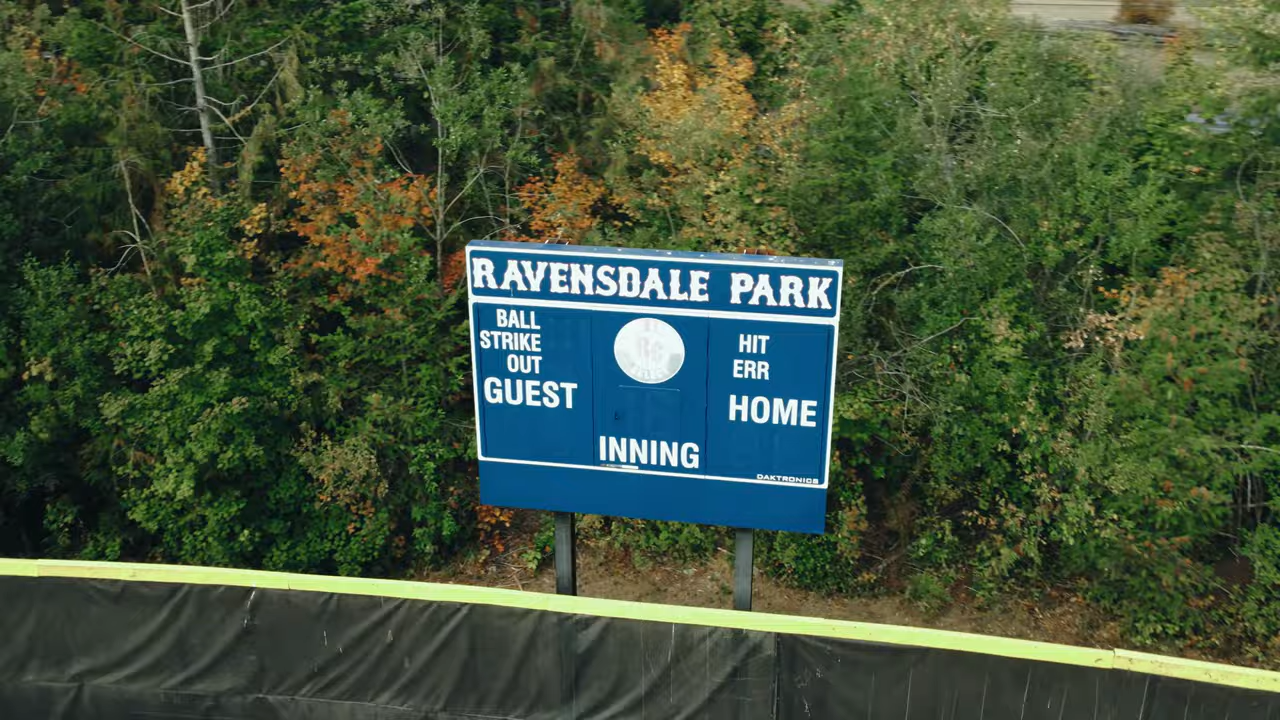 RAVENSDALE PARK
BALL
STRIKE
OUT
GUEST
HIT
ERR
HOME
INNING
DAKTRONICS